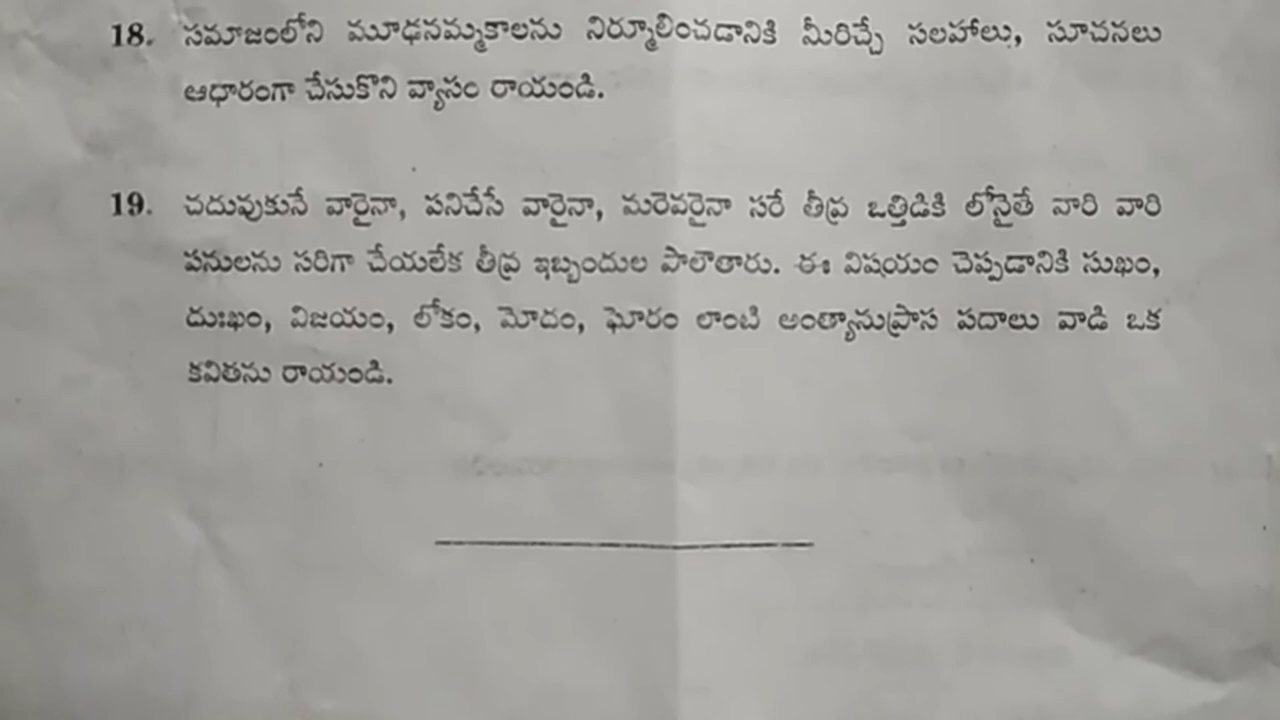 18. సమాజంలోని మూఢనమ్మకాలను నిర్మూలించడానికి మీరిచ్చే సలహాలు, సూచనలు
ఆధారంగా చేసుకొని వ్యాసం రాయండి.
19. చదువుకునే వారైనా, పనిచేసే వారైనా, మరెవరైనా సరే తీవ్ర ఒత్తిడికి లోనైతే వారి వారి
పనులను సరిగా చేయలేక తీవ్ర ఇబ్బందుల పాలౌతారు. ఈ విషయం చెప్పడానికి సుఖం,
దుఃఖం, విజయం, లోకం, మోదం, ఘోరం లాంటి అంత్యానుప్రాస పదాలు వాడి ఒక
కవితను రాయండి.